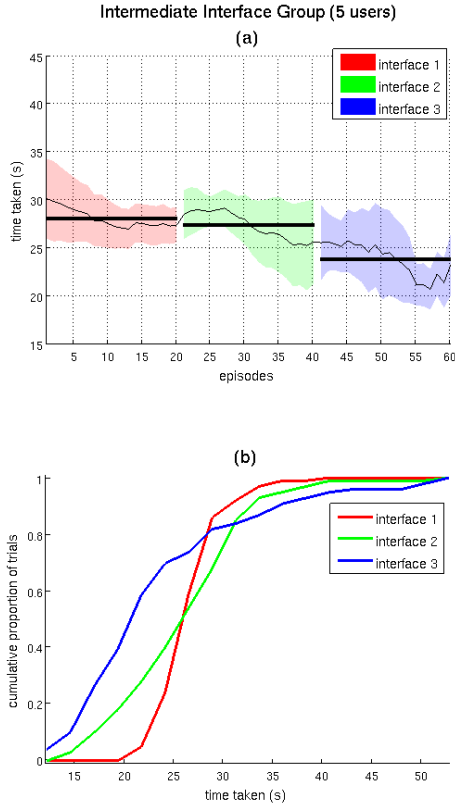 Intermediate Interface Group (5 users)
(a)
45
40
35
30
25
20
15
time taken (s)
interface 1
interface 2
interface 3
5 10 15 20 25 30 35 40 45 50 55 60
episodes
(b)
1
0.8
0.6
0.4
0.2
0
cumulative proportion of trials
interface 1
interface 2
interface 3
15 20 25 30 35 40 45 50
time taken (s)